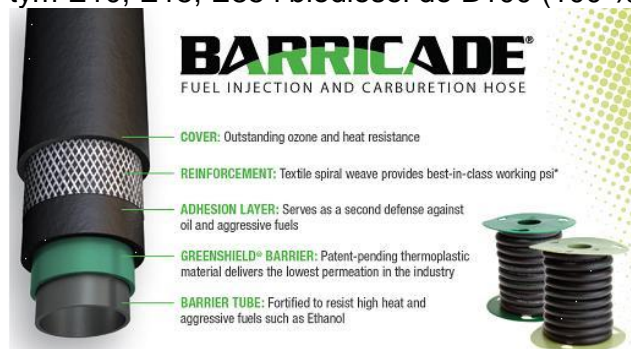 BARRICADE®
FUEL INJECTION AND CARBURETION HOSE
COVER: Outstanding ozone and heat resistance
REINFORCEMENT: Textile spiral weave provides best-in-class working psi*
ADHESION LAYER: Serves as a second defense against
oil and aggressive fuels
GREENSHIELD® BARRIER: Patent-pending thermoplastic
material delivers the lowest permeation in the industry
BARRIER TUBE: Fortified to resist high heat and
aggressive fuels such as Ethanol